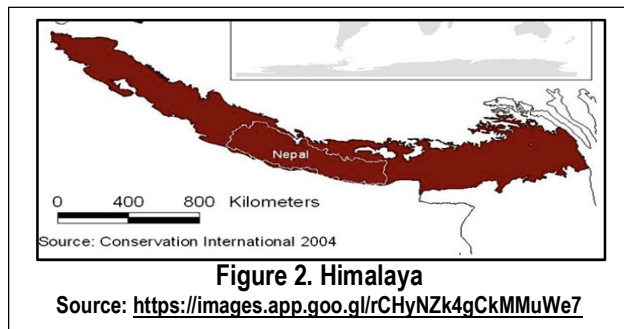 Nepal
0 400 800 Kilometers
Source: Conservation International 2004
Figure 2. Himalaya
Source: https://images.app.goo.gl/rCHyNZk4gCkMMuWe7